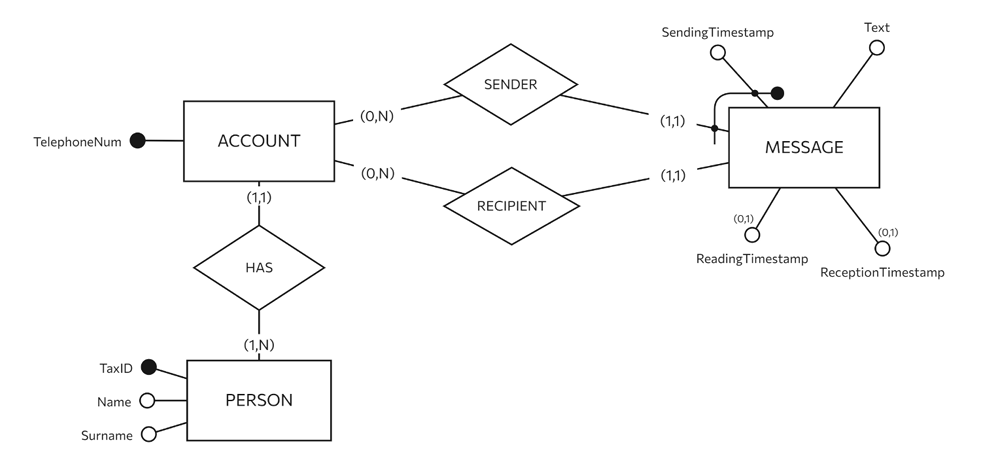 SendingTimestamp
Text
SENDER
(0,N)
(1,1)
TelephoneNum
ACCOUNT
MESSAGE
(0,N)
(1,1)
(1,1)
RECIPIENT
(0,1)
(0,1)
ReadingTimestamp
ReceptionTimestamp
HAS
(1,N)
TaxID
Name
PERSON
Surname